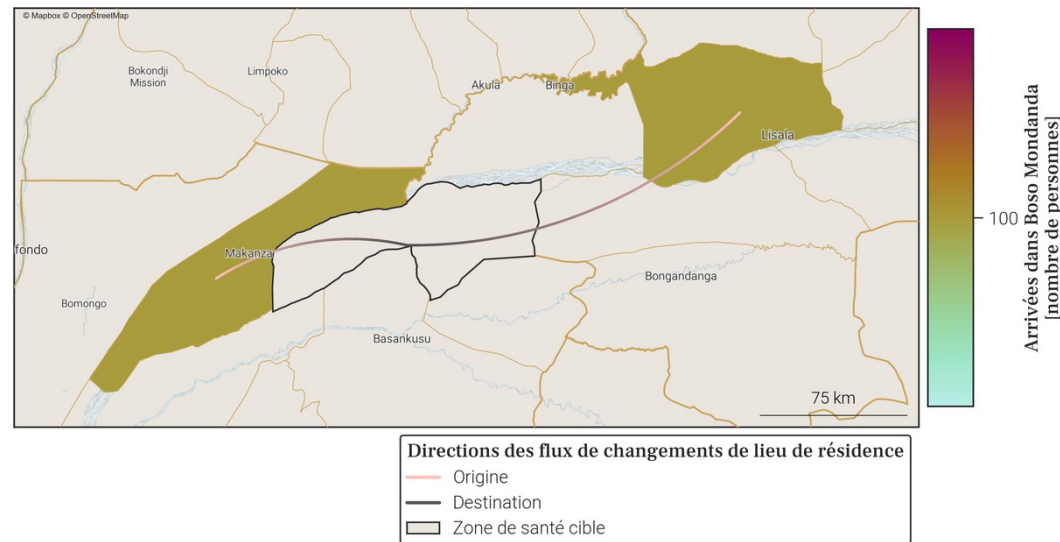 © Mapbox © OpenStreetMap
Bokondji
Mission
Limpoko
Akula
Binga
Lisala
fondo
Makanza
Bomongo
Bongandanga
Basankusu
75 km
100
Arrivées dans Boso Mondanda
[nombre de personnes]
Directions des flux de changements de lieu de résidence
Origine
Destination
Zone de santé cible